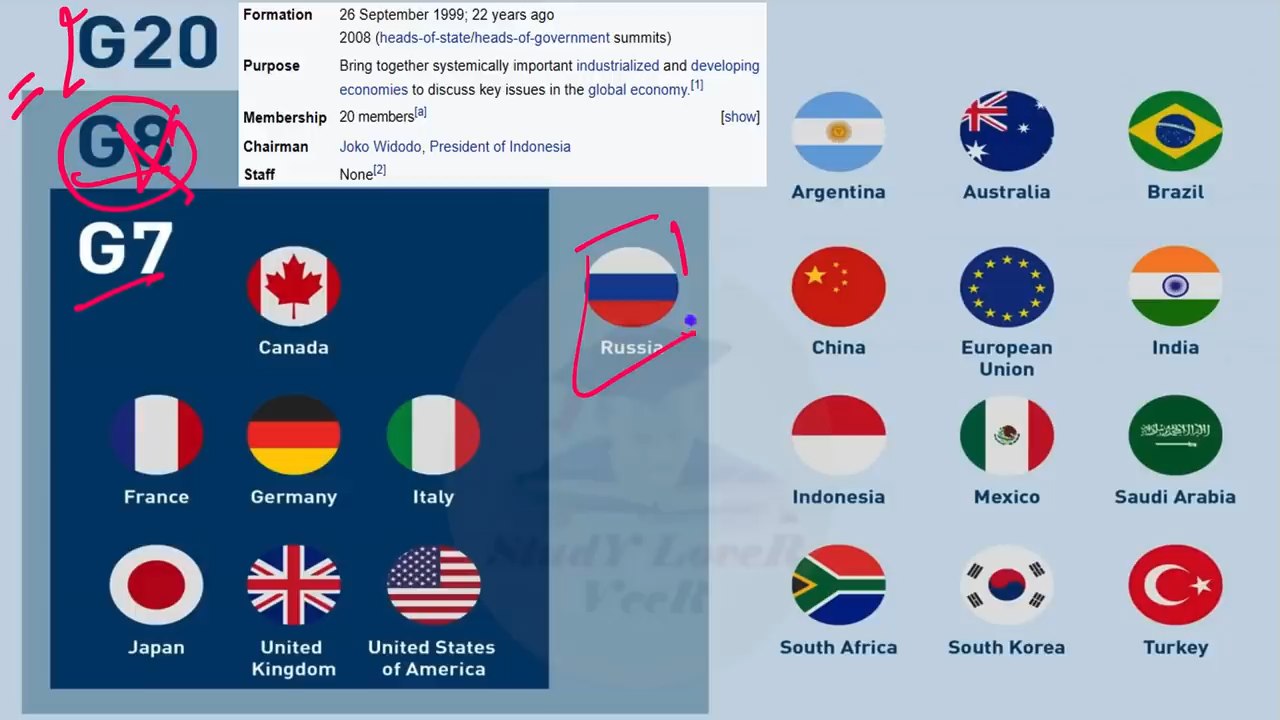 G20
Formation 26 September 1999; 22 years ago
2008 (heads-of-state/heads-of-government summits)
Purpose Bring together systemically important industrialized and developing
economies to discuss key issues in the global economy.[1]
Membership 20 members[a] [show]
Chairman Joko Widodo, President of Indonesia
Staff None[2]
G8
G7
Canada
France Germany Italy
Japan United Kingdom United States of America
Russia
Argentina Australia Brazil
China European Union India
Indonesia Mexico Saudi Arabia
South Africa South Korea Turkey
StudY LoveR
VeeR